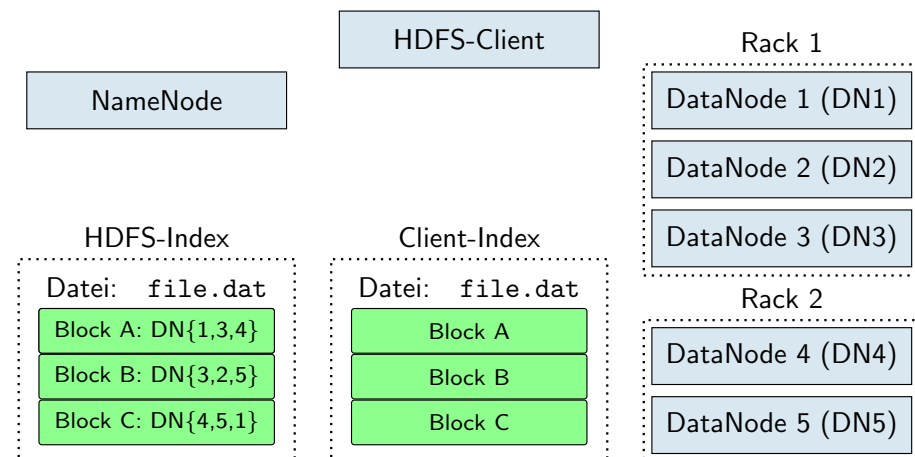 HDFS-Client
NameNode
HDFS-Index
Datei: file.dat
Block A: DN{1,3,4}
Block B: DN{3,2,5}
Block C: DN{4,5,1}
Client-Index
Datei: file.dat
Block A
Block B
Block C
Rack 1
DataNode 1 (DN1)
DataNode 2 (DN2)
DataNode 3 (DN3)
Rack 2
DataNode 4 (DN4)
DataNode 5 (DN5)